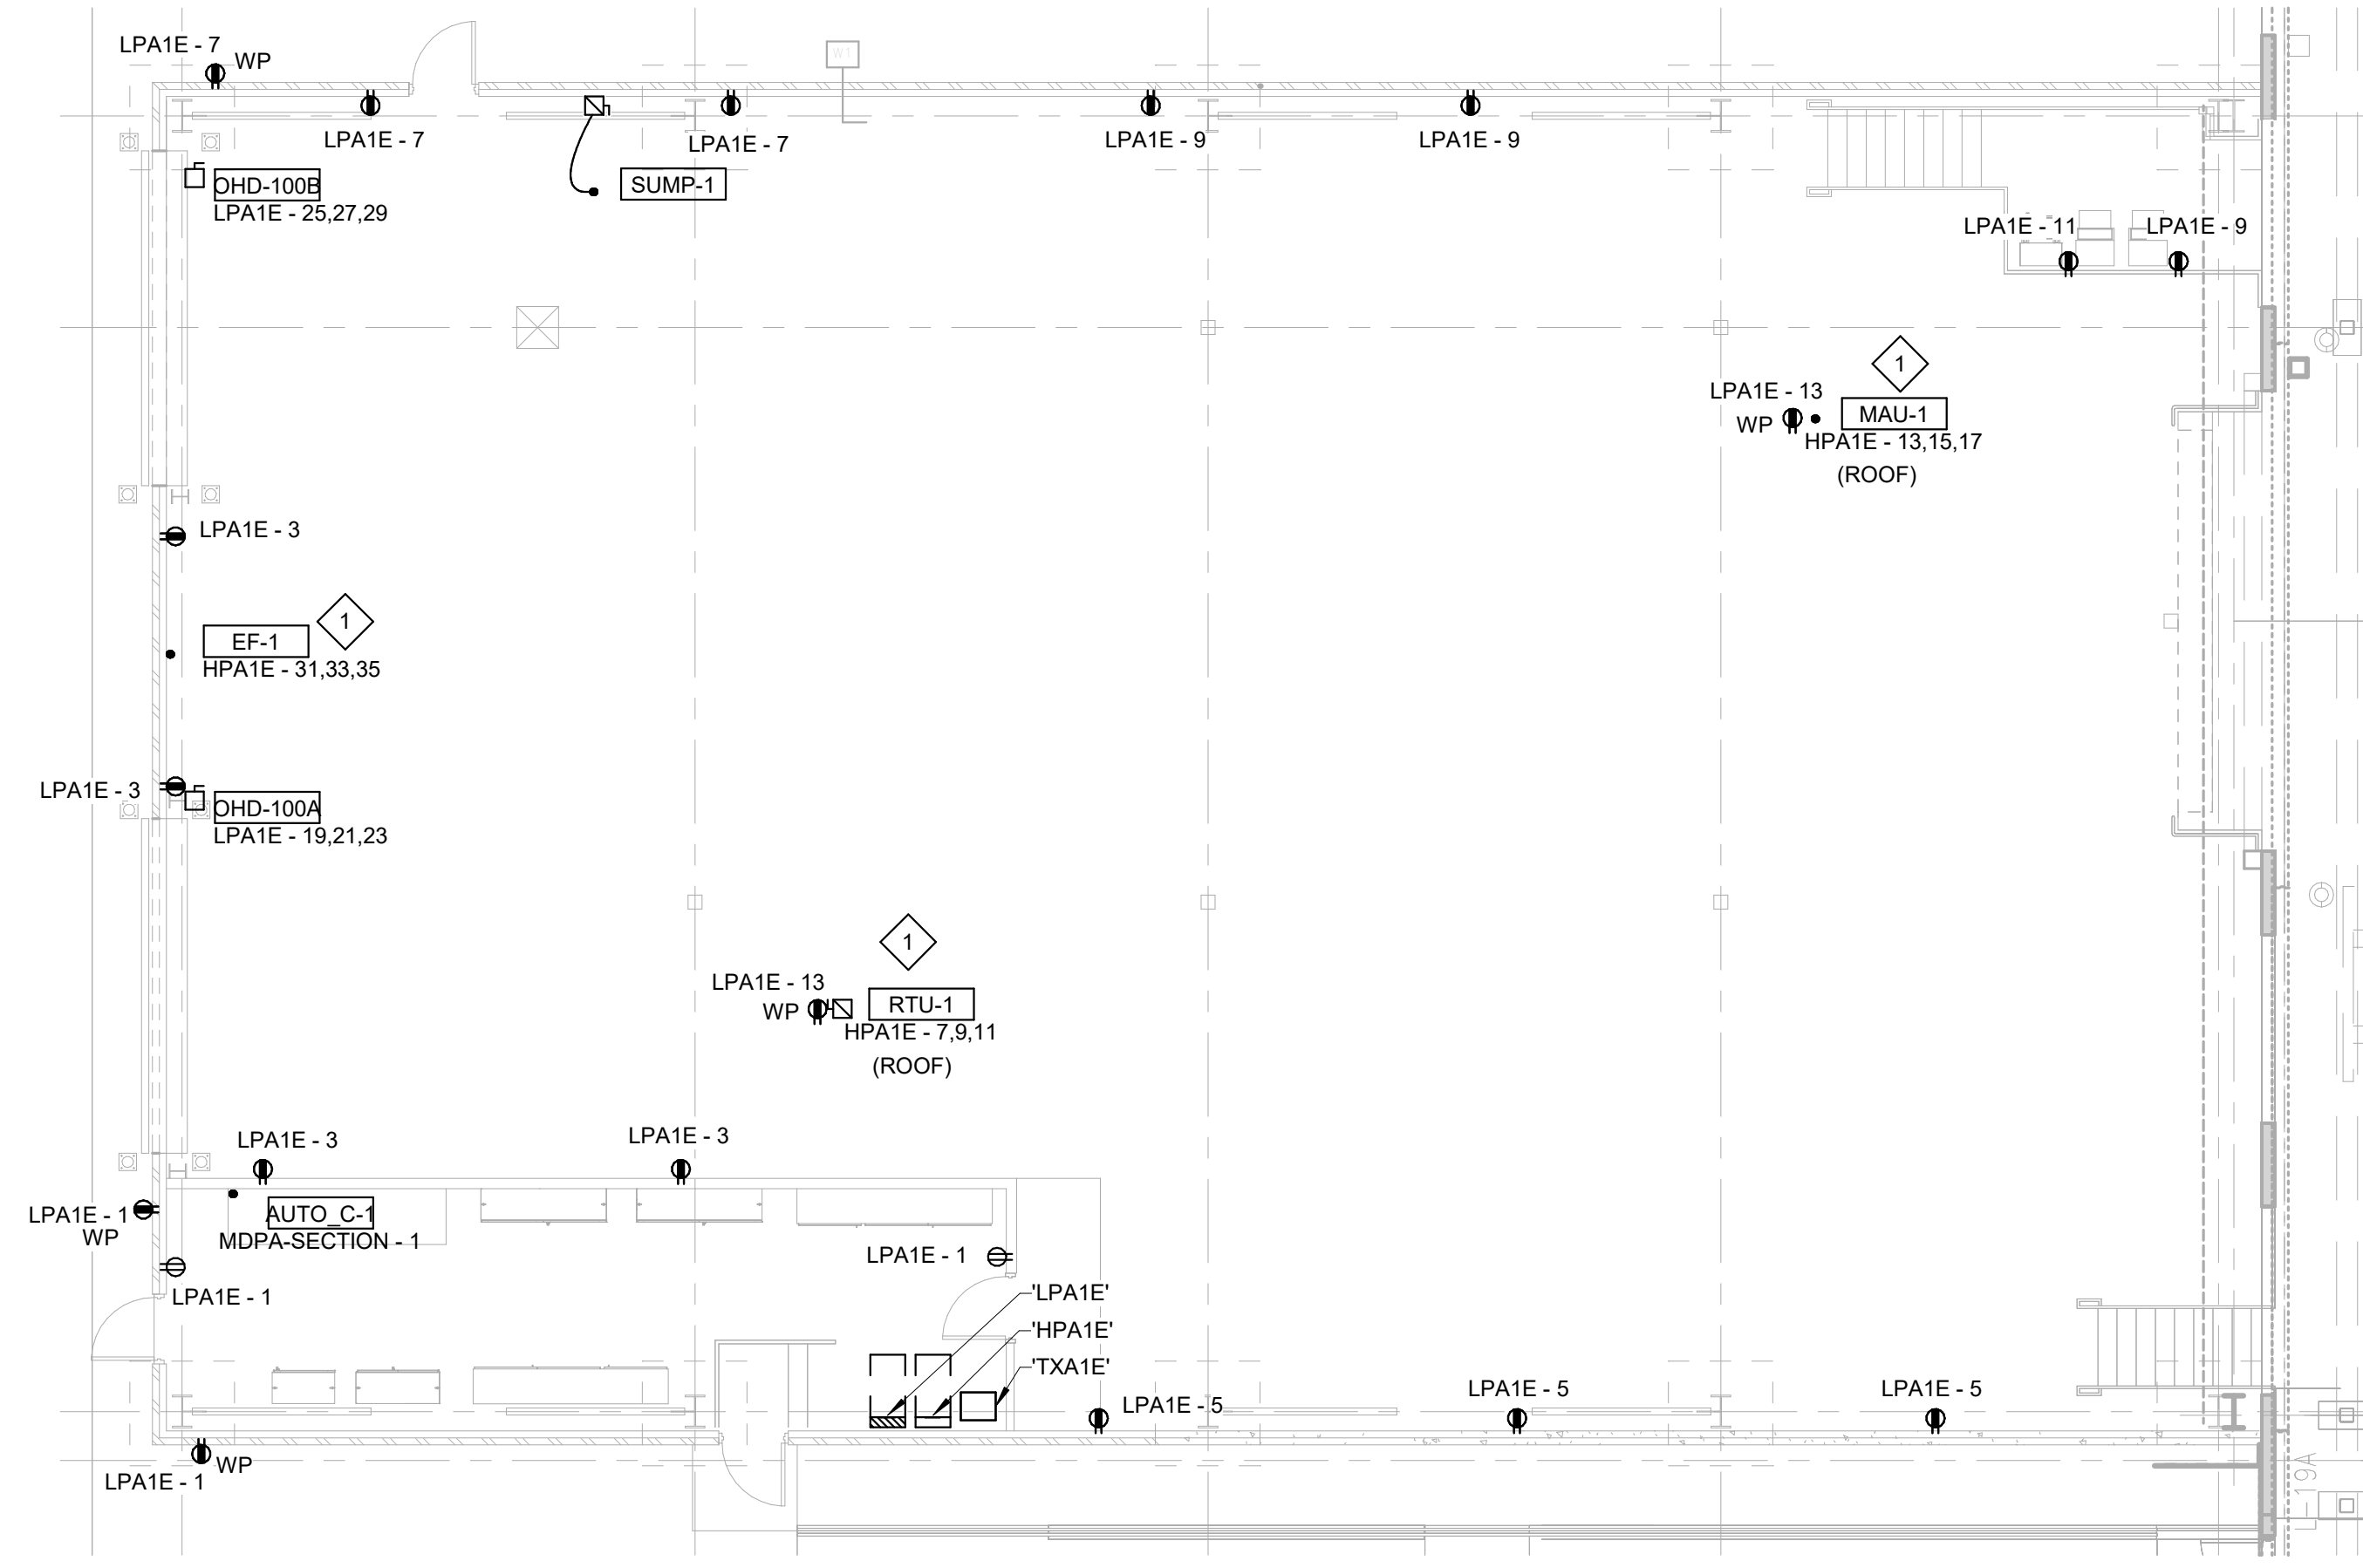 LPA1E - 7
WP
W1
LPA1E - 7
LPA1E - 7
LPA1E - 9
LPA1E - 9
OHD-100B
LPA1E - 25,27,29
SUMP-1
LPA1E - 11
LPA1E - 9
1
LPA1E - 13
WP
MAU-1
HPA1E - 13,15,17
(ROOF)
LPA1E - 3
1
EF-1
HPA1E - 31,33,35
LPA1E - 3
OHD-100A
LPA1E - 19,21,23
1
LPA1E - 13
WP
RTU-1
HPA1E - 7,9,11
(ROOF)
LPA1E - 3
LPA1E - 3
LPA1E - 1
WP
AUTO_C-1
MDPA-SECTION - 1
LPA1E - 1
LPA1E - 1
'LPA1E'
'HPA1E'
'TXA1E'
LPA1E - 5
LPA1E - 5
LPA1E - 5
LPA1E - 1
WP
L-19A